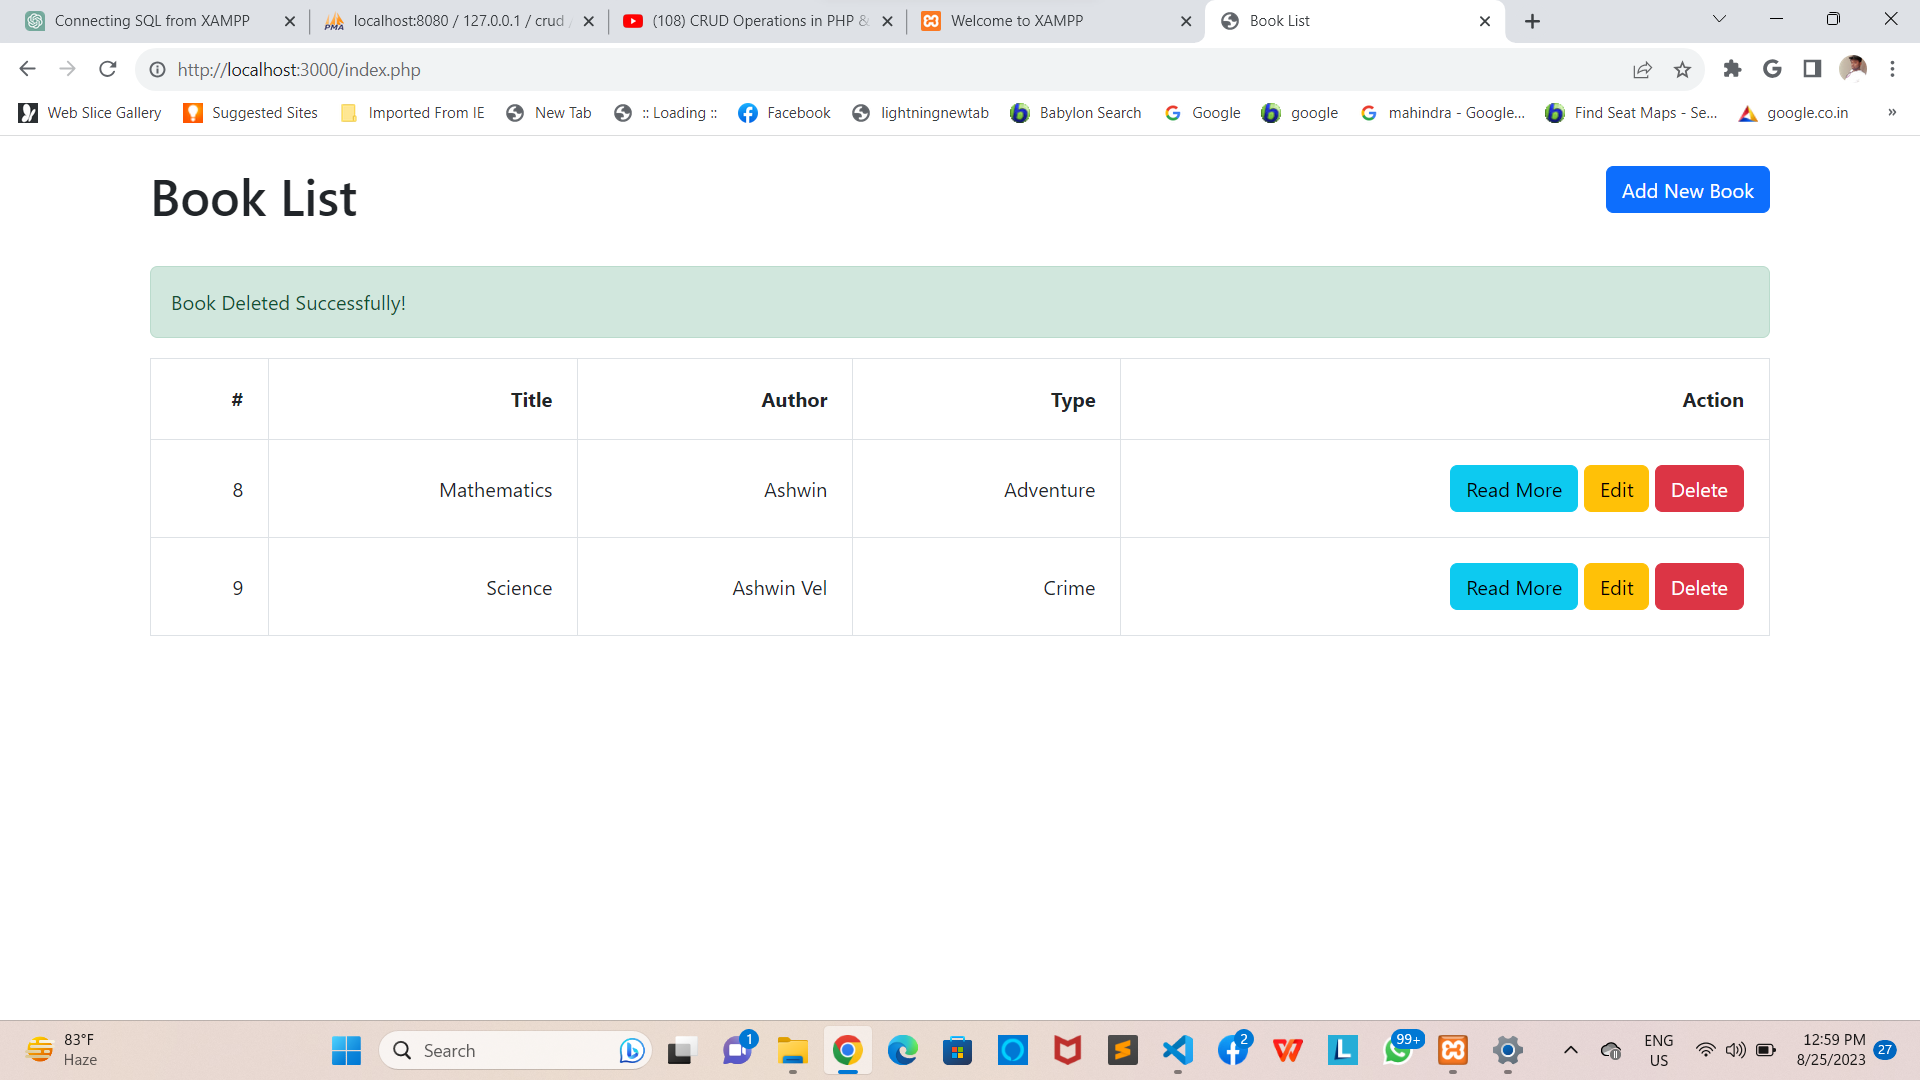 Connecting SQL from XAMPP
localhost:8080 / 127.0.0.1 / crud /
(108) CRUD Operations in PHP &
Welcome to XAMPP
Book List
http://localhost:3000/index.php
Web Slice Gallery
Suggested Sites
Imported From IE
New Tab
:: Loading ::
Facebook
lightningnewtab
Babylon Search
Google
google
mahindra - Google...
Find Seat Maps - Se...
google.co.in
»
Book List
Add New Book
Book Deleted Successfully!
# Title Author Type Action
8 Mathematics Ashwin Adventure Read More Edit Delete
9 Science Ashwin Vel Crime Read More Edit Delete
83°F
Haze
Search
1
2
99+
ENG
US
12:59 PM
8/25/2023
27